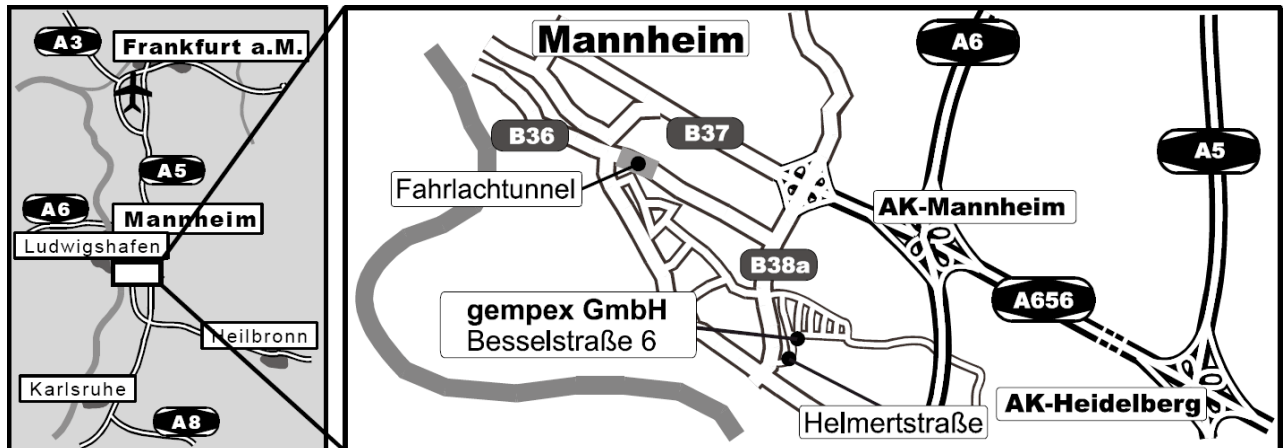 A3
Frankfurt a.M.
A5
A6
Mannheim
Ludwigshafen
Heilbronn
Karlsruhe
A8
Mannheim
A6
B36
B37
A5
Fahrlachtunnel
AK-Mannheim
B38a
A656
gempex GmbH
Besselstraße 6
Helmertstraße
AK-Heidelberg